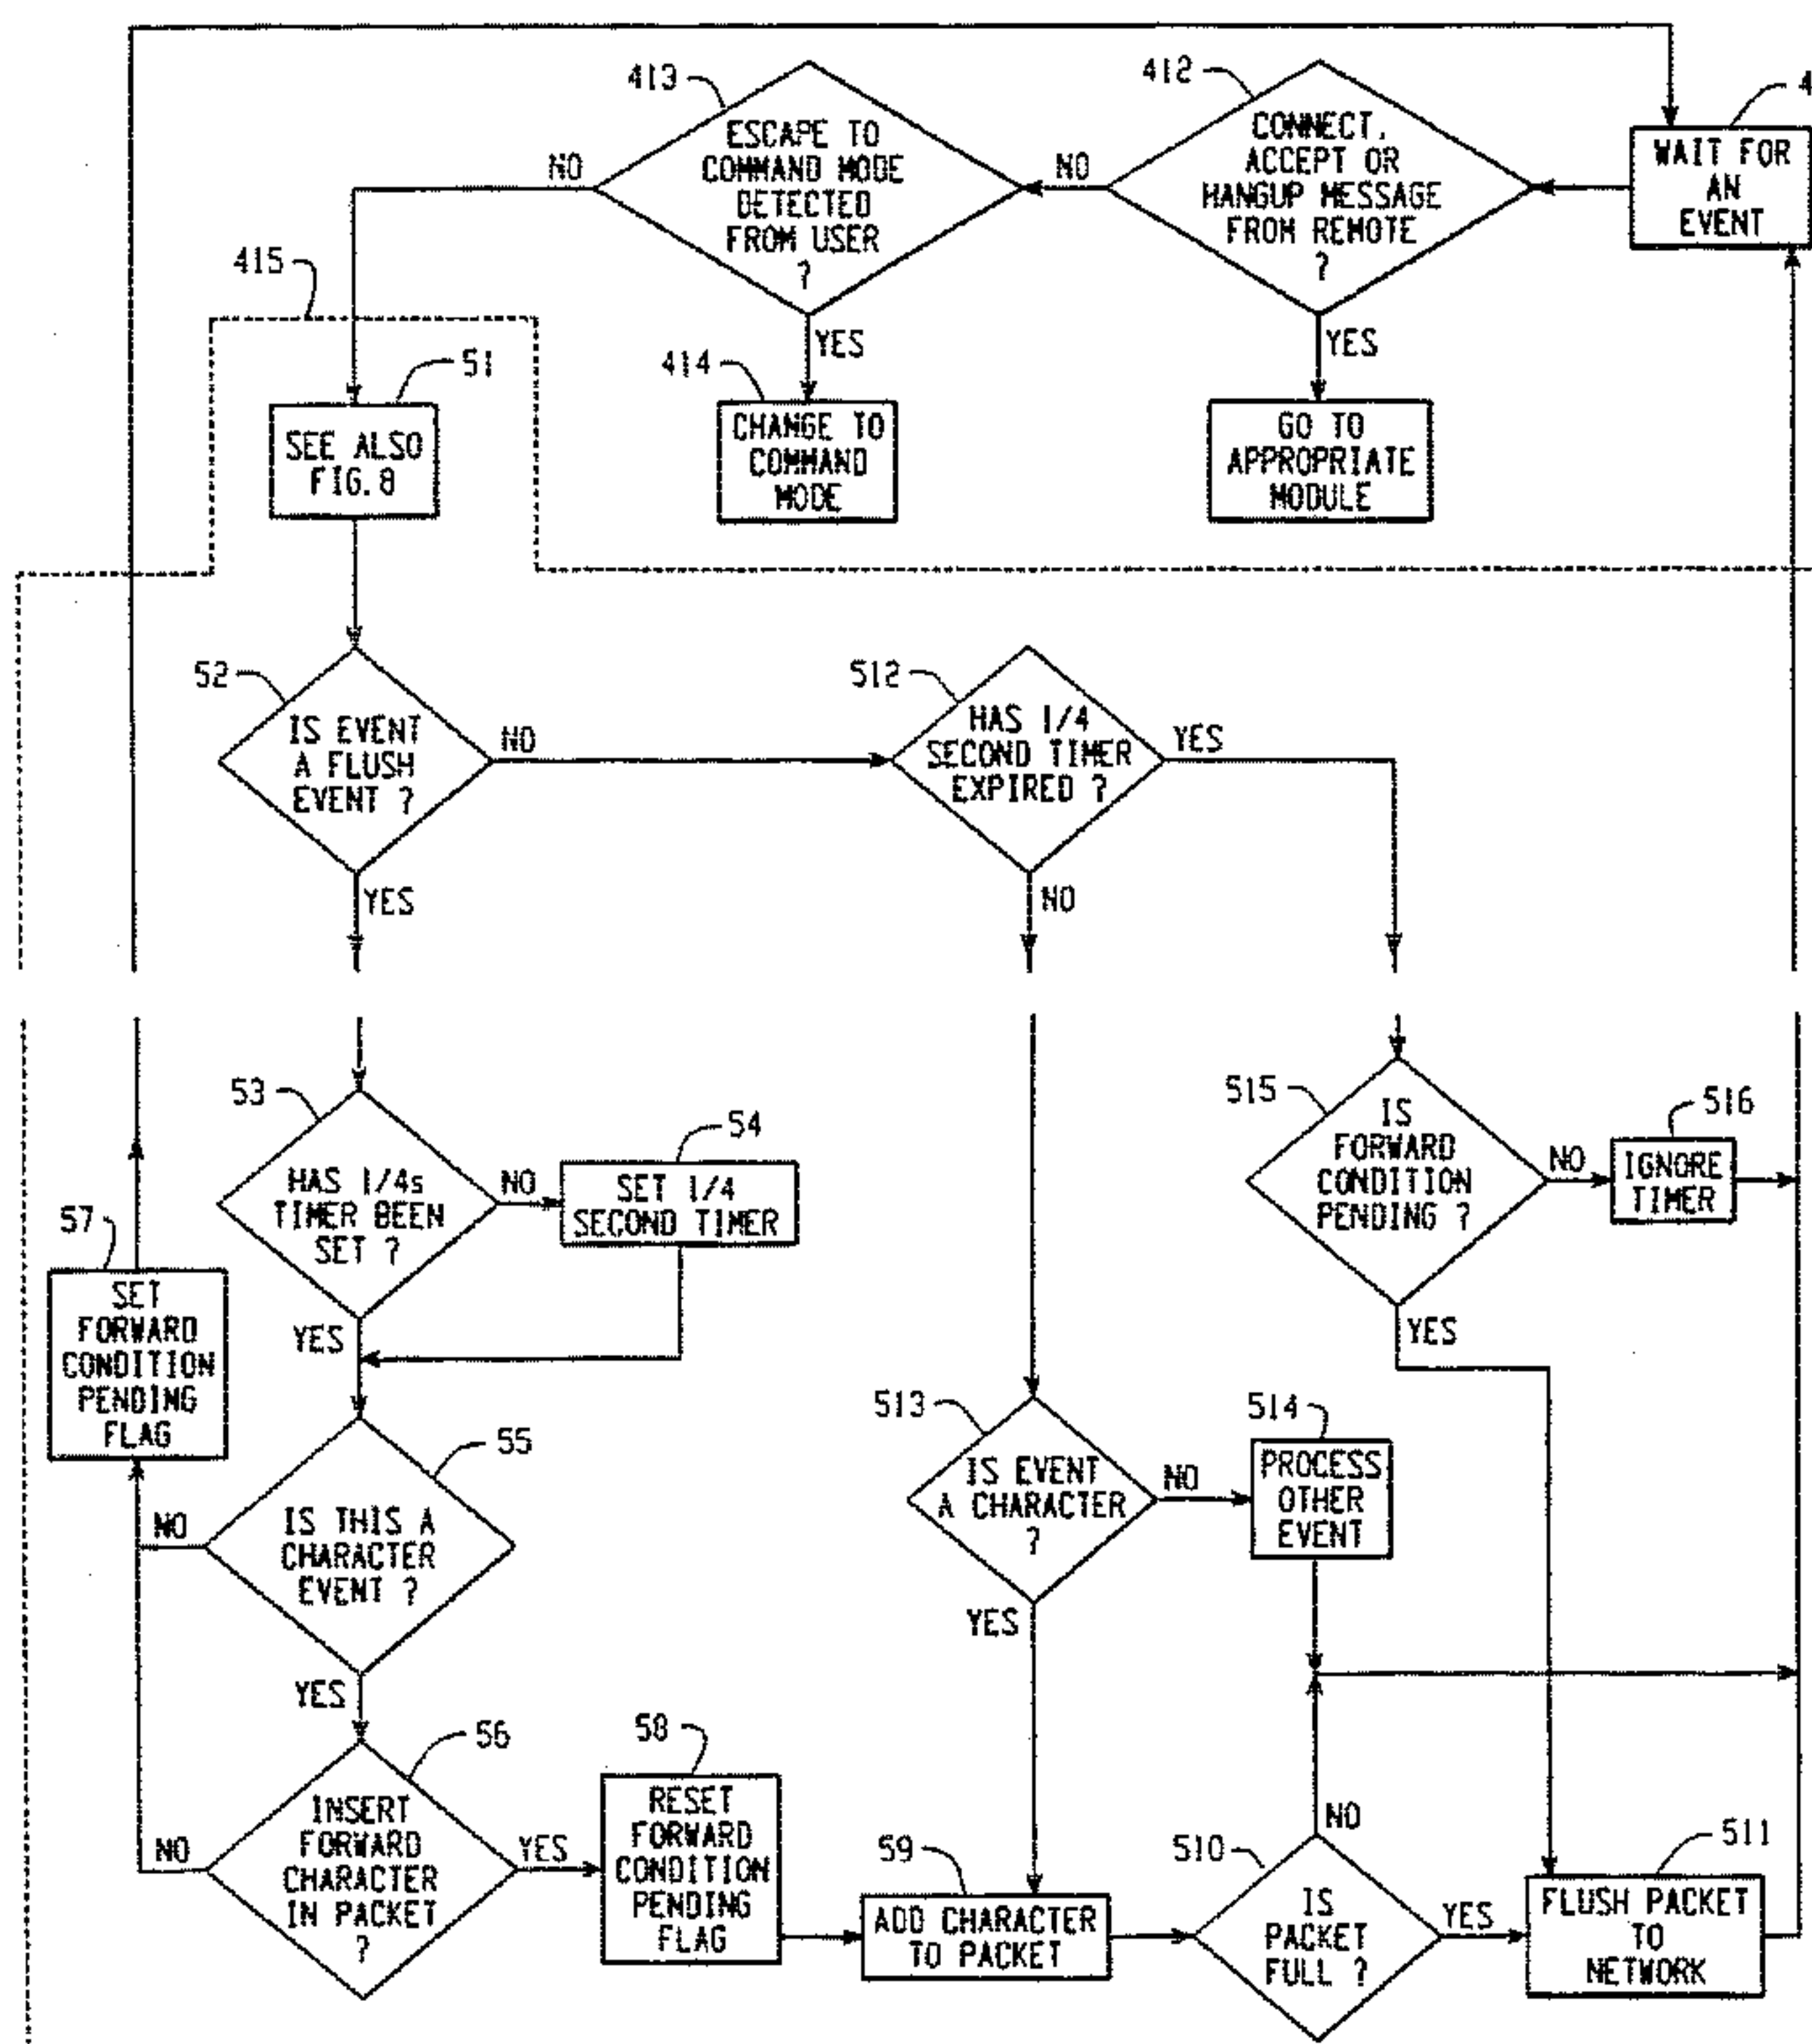 413
412
4
ESCAPE TO
COMMAND MODE
DETECTED
FROM USER
?
CONNECT,
ACCEPT OR
HANGUP MESSAGE
FROM REMOTE
?
WAIT FOR
AN
EVENT
NO
NO
415
51
YES
YES
414
SEE ALSO
FIG.8
CHANGE TO
COMMAND
MODE
GO TO
APPROPRIATE
MODULE
52
512
IS EVENT
A FLUSH
EVENT ?
NO
HAS 1/4
SECOND TIMER
EXPIRED ?
YES
YES
NO
53
54
515
516
HAS 1/4s
TIMER BEEN
SET ?
NO
SET 1/4
SECOND TIMER
IS
FORWARD
CONDITION
PENDING ?
NO
IGNORE
TIMER
57
SET
FORWARD
CONDITION
PENDING
FLAG
YES
YES
55
513
514
IS THIS A
CHARACTER
EVENT ?
NO
IS EVENT
A CHARACTER
?
NO
PROCESS
OTHER
EVENT
YES
YES
56
58
INSERT
FORWARD
CHARACTER
IN PACKET
?
NO
YES
RESET
FORWARD
CONDITION
PENDING
FLAG
59
ADD CHARACTER
TO PACKET
510
NO
IS
PACKET
FULL ?
YES
511
FLUSH PACKET
TO
NETWORK